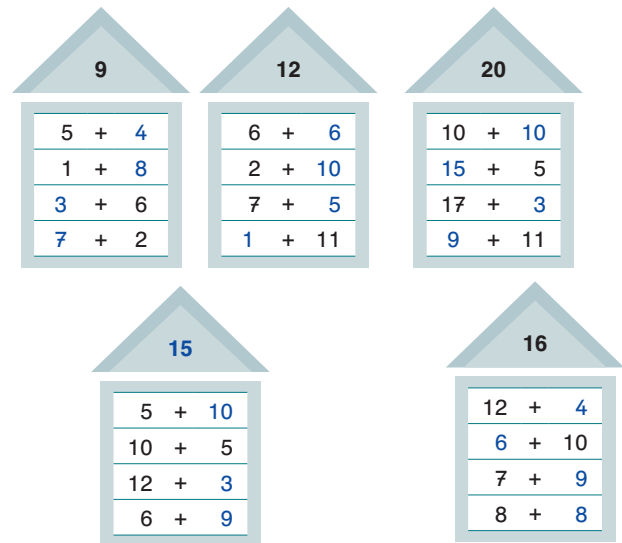 9 12 20
5 + 4 6 + 6 10 + 10
1 + 8 2 + 10 15 + 5
3 + 6 7 + 5 17 + 3
7 + 2 1 + 11 9 + 11
15 16
5 + 10 12 + 4
10 + 5 6 + 10
12 + 3 7 + 9
6 + 9 8 + 8